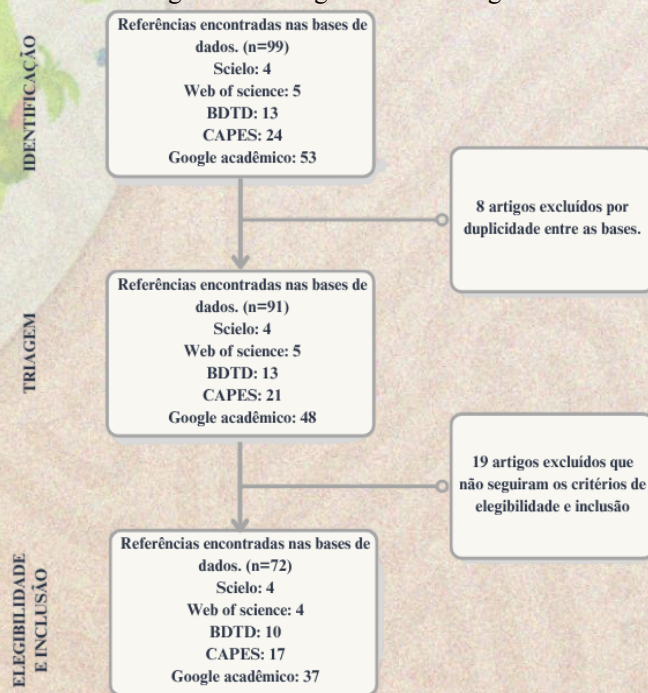 IDENTIFICAÇÃO
Referências encontradas nas bases de
dados. (n=99)
Scielo: 4
Web of science: 5
BDTD: 13
CAPES: 24
Google acadêmico: 53
8 artigos excluídos por
duplicidade entre as bases.
TRIAGEM
Referências encontradas nas bases de
dados. (n=91)
Scielo: 4
Web of science: 5
BDTD: 13
CAPES: 21
Google acadêmico: 48
19 artigos excluídos que
não seguiram os critérios de
elegibilidade e inclusão
ELEGIBILIDADE
E INCLUSÃO
Referências encontradas nas bases de
dados. (n=72)
Scielo: 4
Web of science: 4
BDTD: 10
CAPES: 17
Google acadêmico: 37